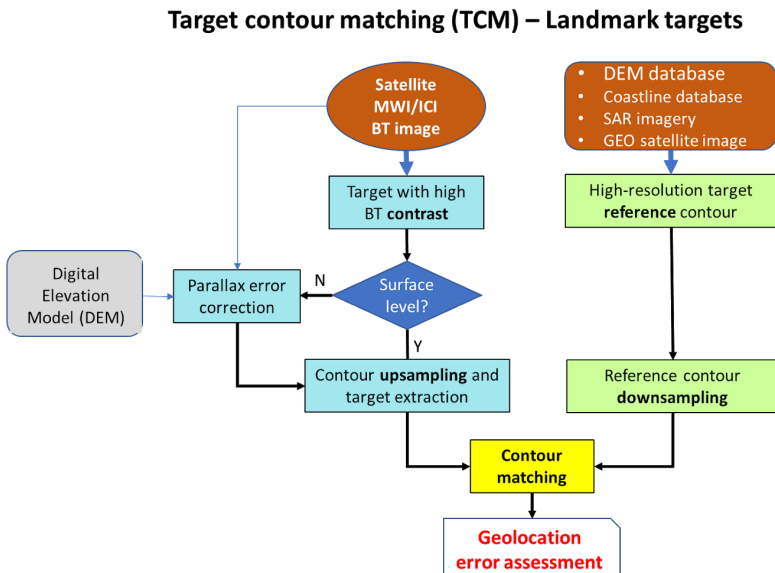 Target contour matching (TCM) – Landmark targets
Satellite
MWI/ICI
BT image
• DEM database
• Coastline database
• SAR imagery
• GEO satellite image
Target with high
BT contrast
High-resolution target
reference contour
Digital
Elevation
Model (DEM)
Parallax error
correction
N
Surface
level?
Y
Contour upsampling and
target extraction
Reference contour
downsampling
Contour
matching
Geolocation
error assessment